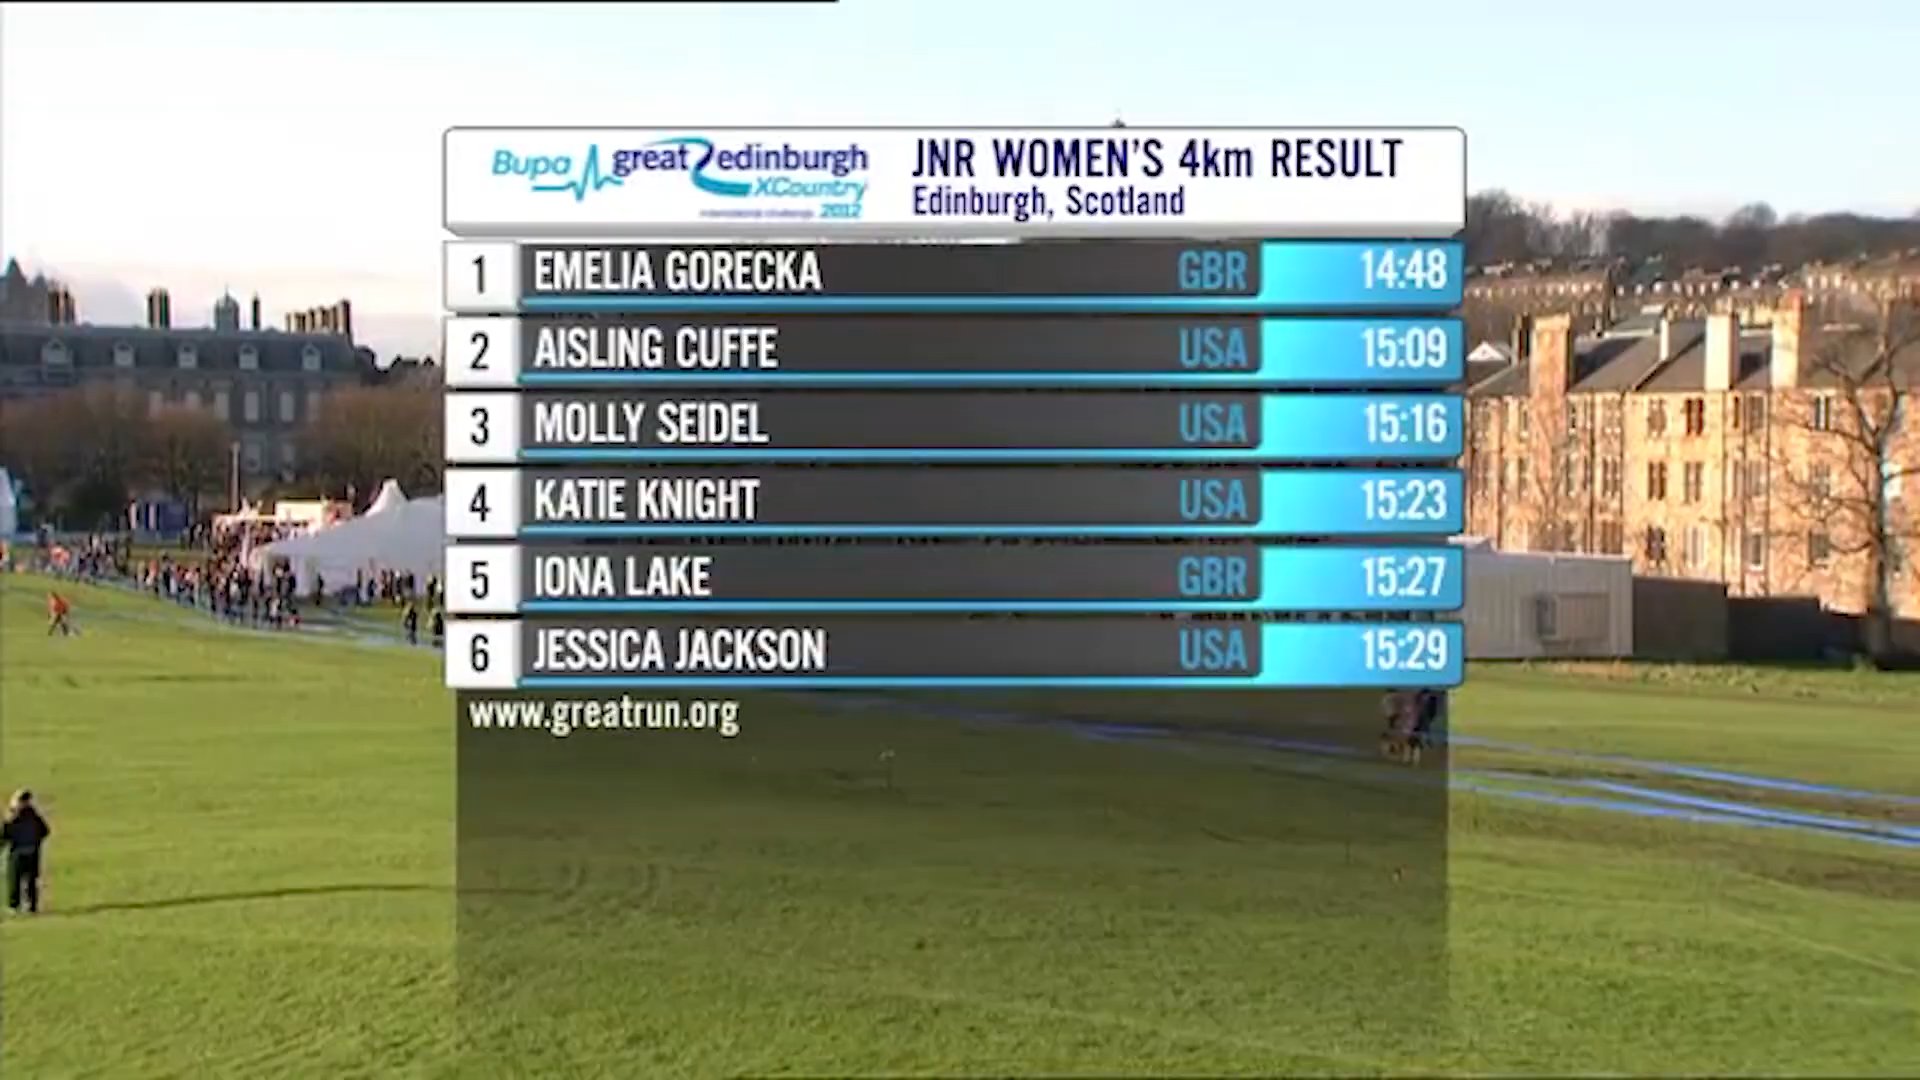 Bupa great edinburgh
XCountry
international challenge 2012
JNR WOMEN'S 4km RESULT
Edinburgh, Scotland
1 EMELIA GORECKA GBR 14:48
2 AISLING CUFFE USA 15:09
3 MOLLY SEIDEL USA 15:16
4 KATIE KNIGHT USA 15:23
5 IONA LAKE GBR 15:27
6 JESSICA JACKSON USA 15:29
www.greatrun.org